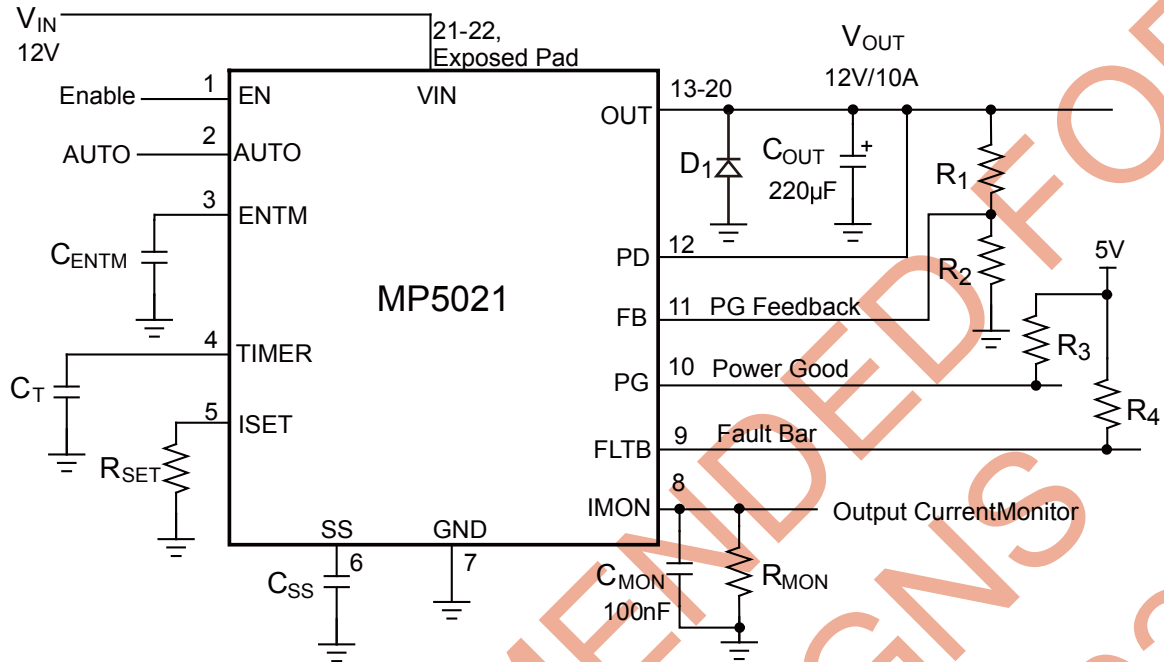 VIN
12V
21-22,
Exposed Pad
VOUT
12V/10A
Enable
1
EN
VIN
OUT
13-20
AUTO
2
AUTO
D1
COUT
+
220µF
R1
3
ENTM
CENTM
PD
12
R2
5V
MP5021
FB
11
PG Feedback
4
TIMER
CT
PG
10
Power Good
R3
5
ISET
RSET
FLTB
9
Fault Bar
R4
IMON
8
Output CurrentMonitor
SS
GND
6
7
CSS
CMON
100nF
RMON
MENDED FOR
GNS